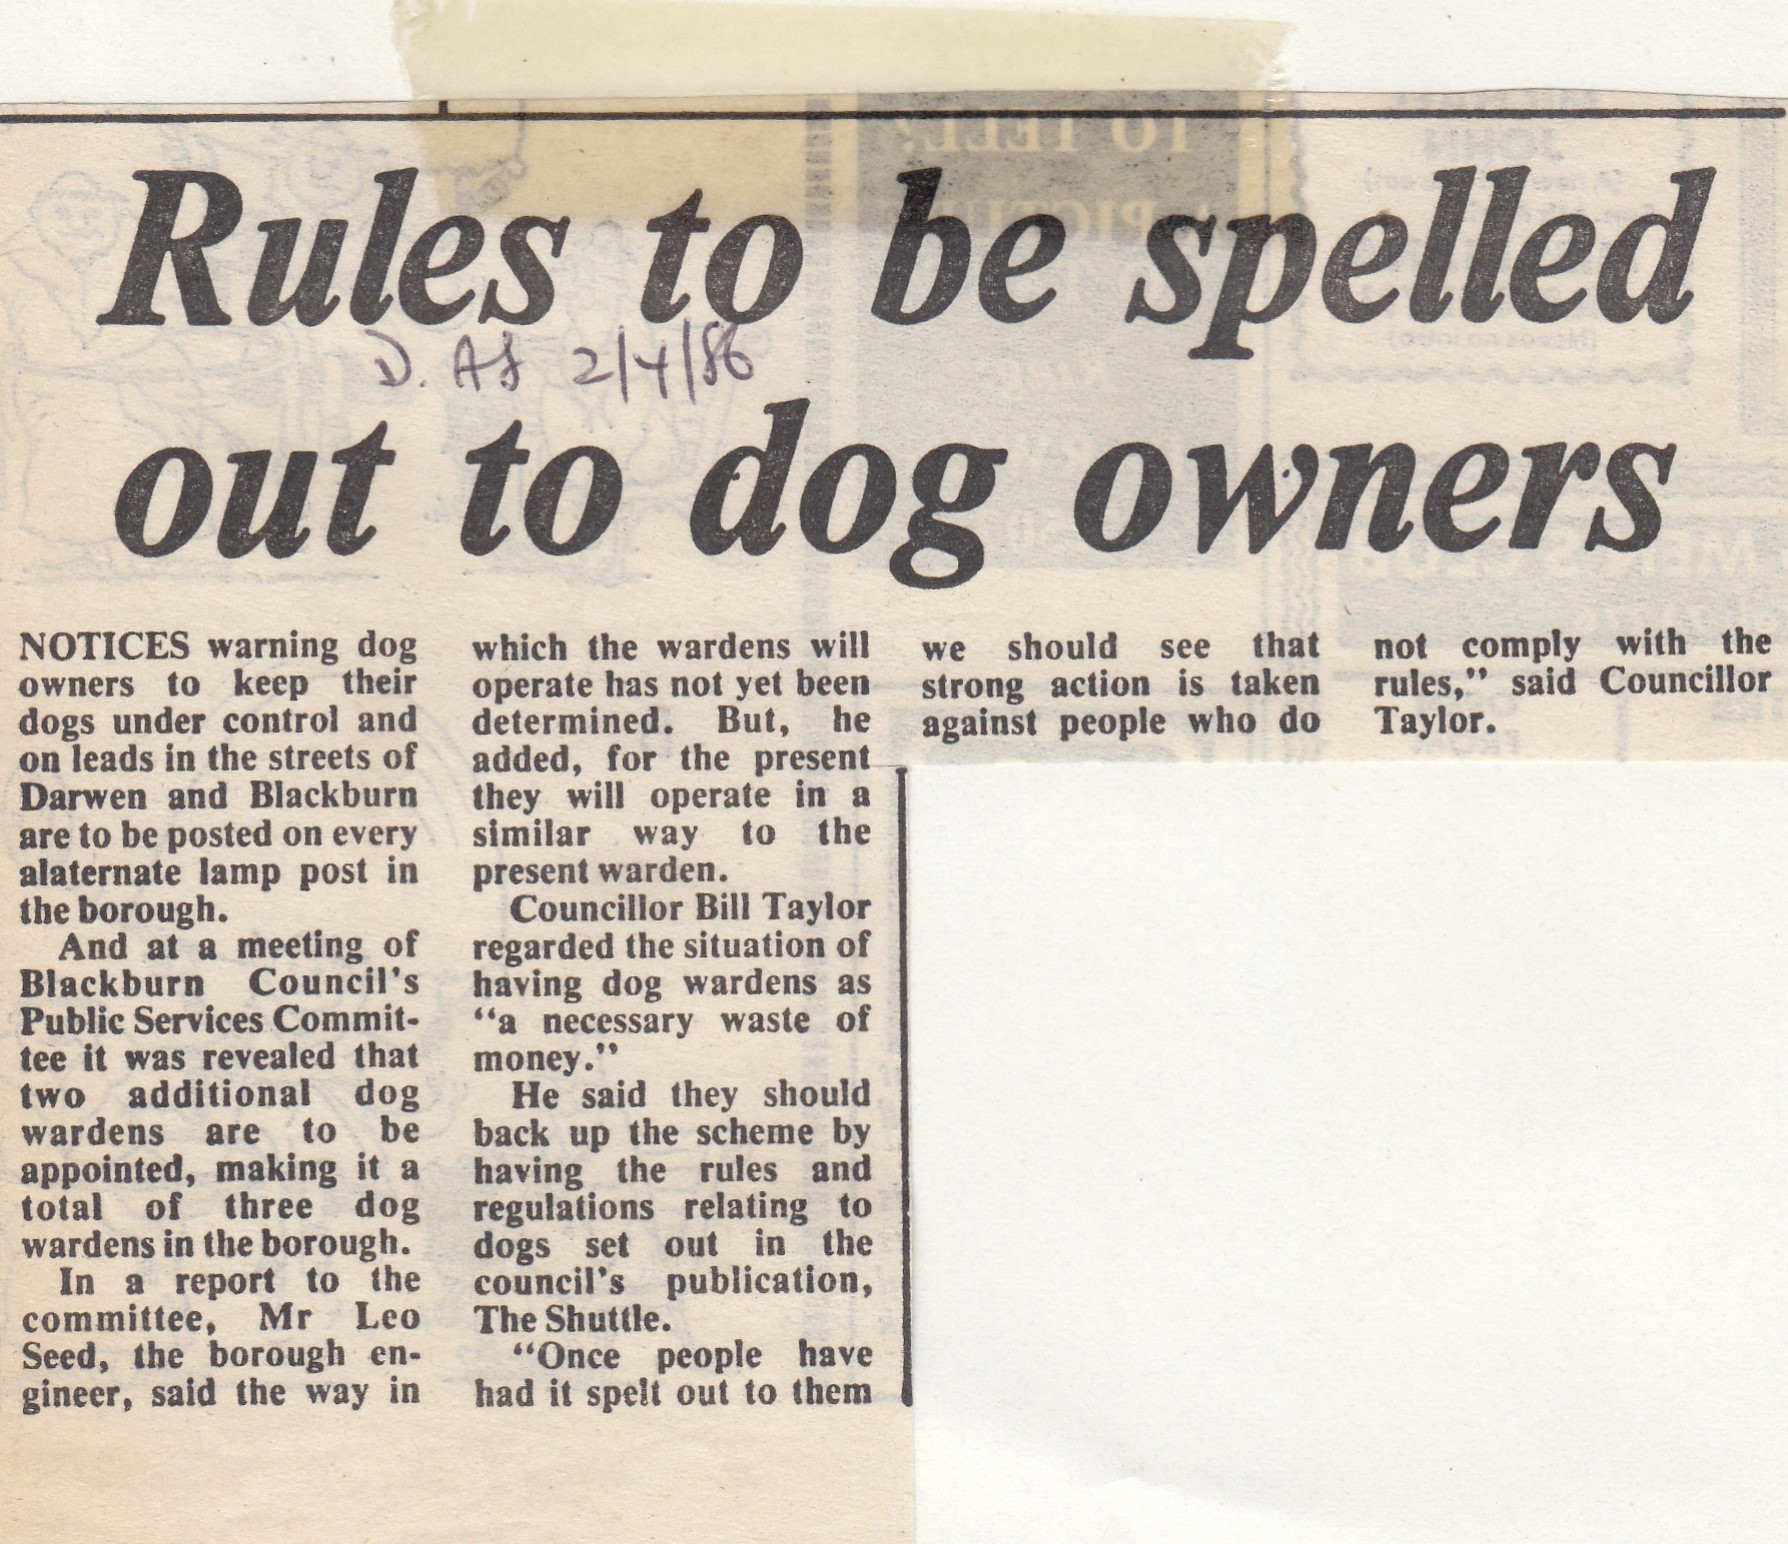 Rules to be spelled
D. A 2/4/86
out to dog owners
NOTICES warning dog
owners to keep their
dogs under control and
on leads in the streets of
Darwen and Blackburn
are to be posted on every
alaternate lamp post in
the borough.
And at a meeting of
Blackburn Council's
Public Services Commit-
tee it was revealed that
two additional dog
wardens are to be
appointed, making it a
total of three dog
wardens in the borough.
In a report to the
committee, Mr Leo
Seed, the borough en-
gineer, said the way in
which the wardens will
operate has not yet been
determined. But, he
added, for the present
they will operate in a
similar way to the
present warden.
Councillor Bill Taylor
regarded the situation of
having dog wardens as
"a necessary waste of
money."
He said they should
back up the scheme by
having the rules and
regulations relating to
dogs set out in the
council's publication,
The Shuttle.
"Once people have
had it spelt out to them
we should see that
strong action is taken
against people who do
not comply with the
rules," said Councillor
Taylor.